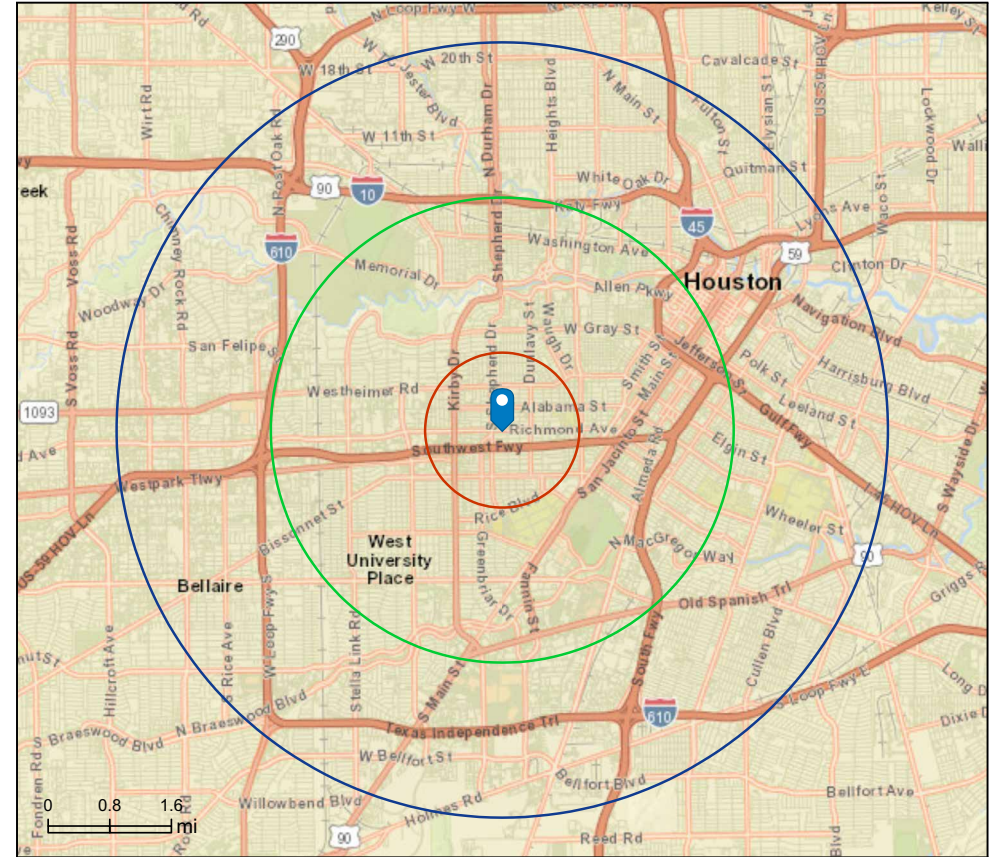 N Loop Fwy W
Kelley St
290
W 18th St
W 20th St
W TC Jester Blvd
Cavalcade St
US-59 HOV Ln
N Main St
Fulton St
Elysian St
Wirt Rd
N Durham Dr
Heights Blvd
Lockwood Dr
W 11th St
N Post Oak Rd
Quitman St
90
10
White Oak Dr
Katy Fwy
eek
Waco St
Lyons Ave
45
Chimney Rock Rd
Voss Rd
610
Shepherd Dr
Washington Ave
59
Clinton Dr
Memorial Dr
Houston
Allen Pkwy
Woodway Dr
Navigation Blvd
San Felipe St
Dunlavy St
Waugh Dr
W Gray St
Smith St
Main St
Jefferson St
Polk St
Harrisburg Blvd
S Voss Rd
Westheimer Rd
Kirby Dr
S Shepherd Dr
Alabama St
Leeland St
1093
Richmond Ave
Gulf Fwy
d Ave
Southwest Fwy
San Jacinto St
Almeda Rd
Elgin St
S Wayside Dr
Westpark Tlwy
I-45 HOV Ln
US-59 HOV Ln
Bissonnet St
Rice Blvd
Wheeler St
West
University
Place
Greenbriar Dr
Fannin St
N MacGregor Way
90
Bellaire
Old Spanish Trl
Griggs R
W Loop Fwy S
Stella Link Rd
Hillcroft Ave
S Rice Ave
South Fwy
Cullen Blvd
nut St
S Main St
S Loop Fwy E
Long D
N Braeswood Blvd
610
Dixie D
S Braeswood Blvd
Texas Independence Trl
W Bellfort St
Bellfort Blvd
Bellfort Ave
Fondren Rd S
Willowbend Blvd
Holmes Rd
90
Reed Rd
Blvd
0 0.8 1.6
mi